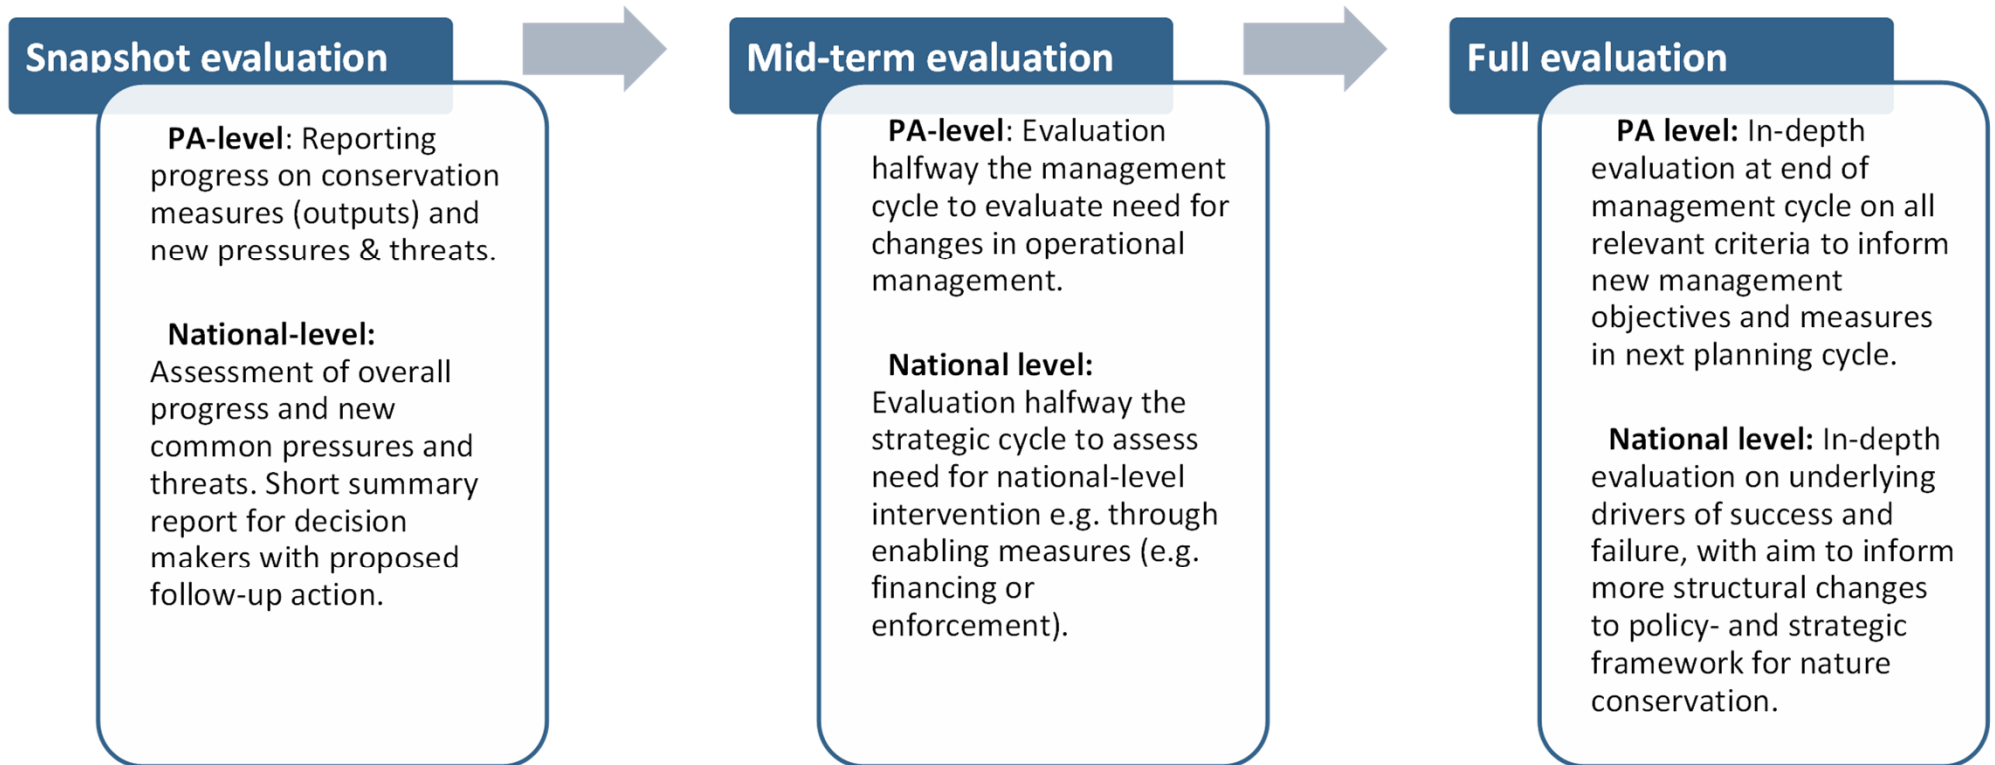 Snapshot evaluation
PA-level: Reporting
progress on conservation
measures (outputs) and
new pressures & threats.
National-level:
Assessment of overall
progress and new
common pressures and
threats. Short summary
report for decision
makers with proposed
follow-up action.
Mid-term evaluation
PA-level: Evaluation
halfway the management
cycle to evaluate need for
changes in operational
management.
National level:
Evaluation halfway the
strategic cycle to assess
need for national-level
intervention e.g. through
enabling measures (e.g.
financing or
enforcement).
Full evaluation
PA level: In-depth
evaluation at end of
management cycle on all
relevant criteria to inform
new management
objectives and measures
in next planning cycle.
National level: In-depth
evaluation on underlying
drivers of success and
failure, with aim to inform
more structural changes
to policy- and strategic
framework for nature
conservation.